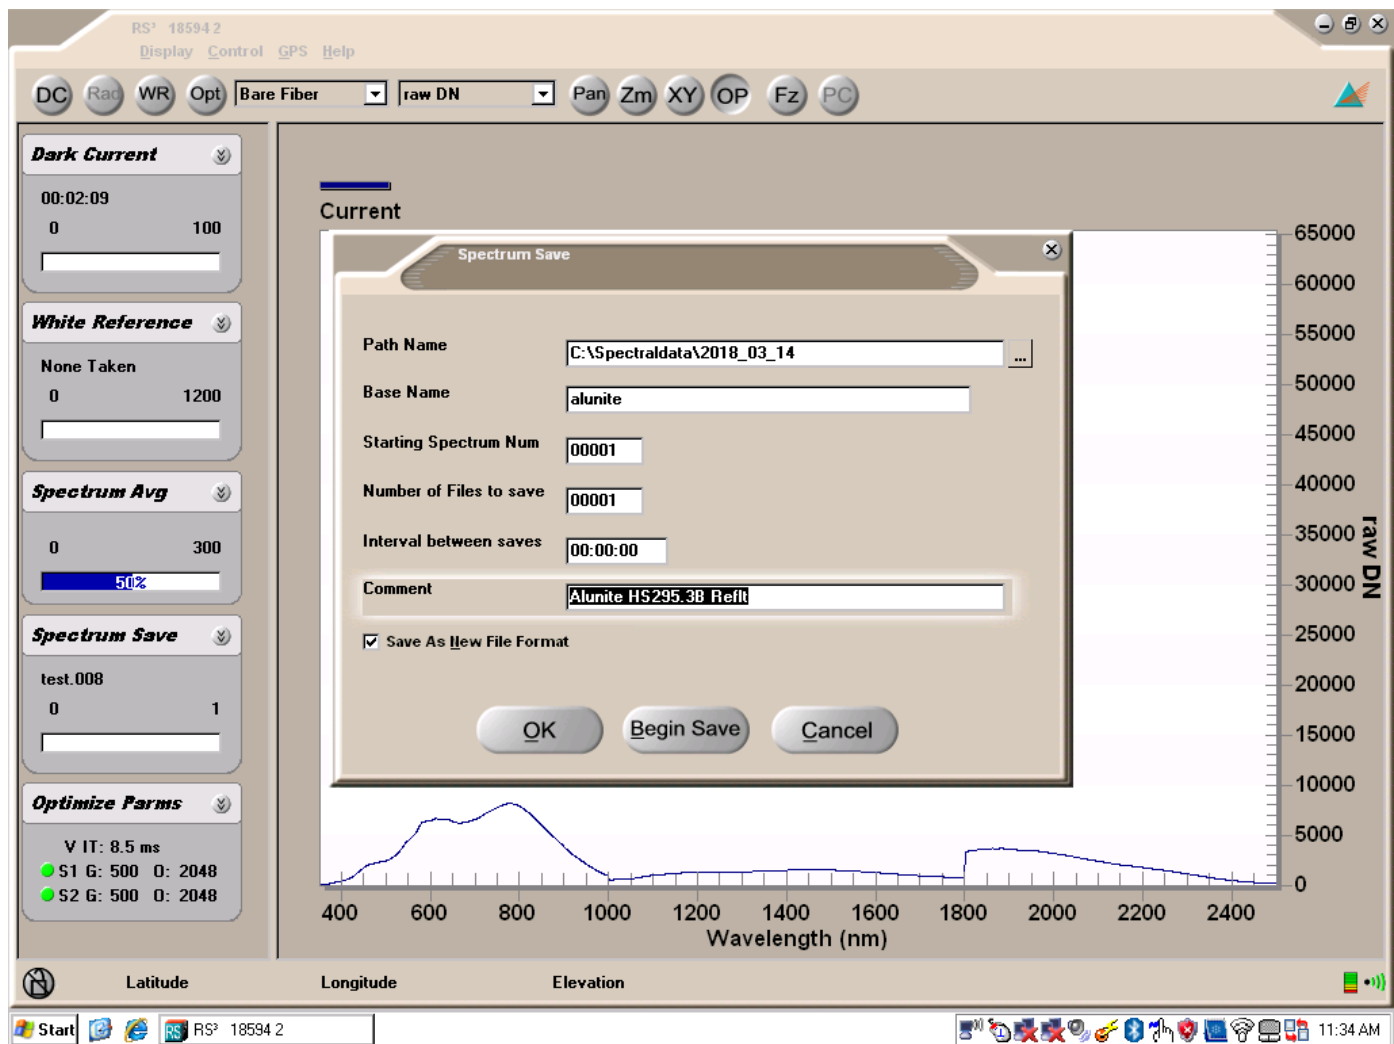 RS³ 18594 2
Display Control GPS Help
DC Rad WR Opt Bare Fiber raw DN Pan Zm XY OP Fz PC
Dark Current
00:02:09
0 100
White Reference
None Taken
0 1200
Spectrum Avg
0 300
50%
Spectrum Save
test.008
0 1
Optimize Parms
V IT: 8.5 ms
S1 G: 500 O: 2048
S2 G: 500 O: 2048
Current
Spectrum Save
Path Name C:\Spectraldata\2018_03_14 ...
Base Name alunite
Starting Spectrum Num 00001
Number of Files to save 00001
Interval between saves 00:00:00
Comment Alunite HS295.3B Reflt
Save As New File Format
OK Begin Save Cancel
65000
60000
55000
50000
45000
40000
35000
30000
25000
20000
15000
10000
5000
0
raw DN
400 600 800 1000 1200 1400 1600 1800 2000 2200 2400
Wavelength (nm)
Latitude Longitude Elevation
Start RS RS³ 18594 2 11:34 AM